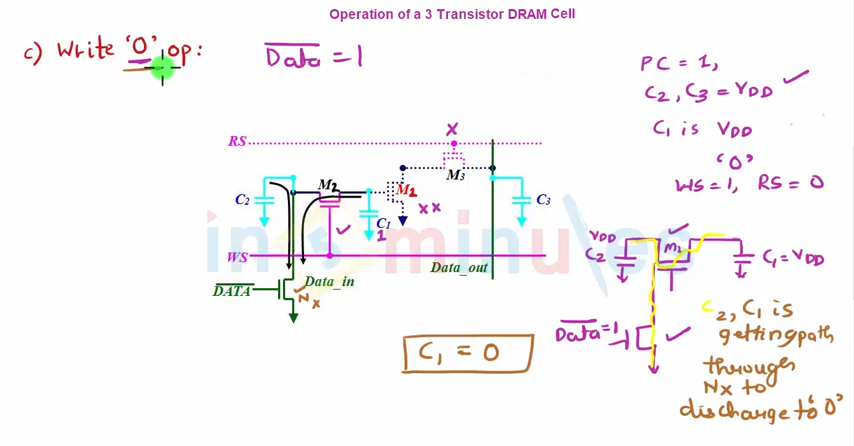 Operation of a 3 Transistor DRAM Cell
c) Write '0' op:
Data = 1
PC = 1,
C2, C3 = VDD
C1 is VDD
'0'
WS = 1, RS = 0
RS
X
M3
M2
M1
XX
C2
C1
1
C3
in minutes
WS
Data_in
Data_out
DATA
Nx
C1 = 0
VDD
C2
M2
C1 = VDD
Data = 1
C2, C1 is
getting path
through
Nx to
discharge to '0'